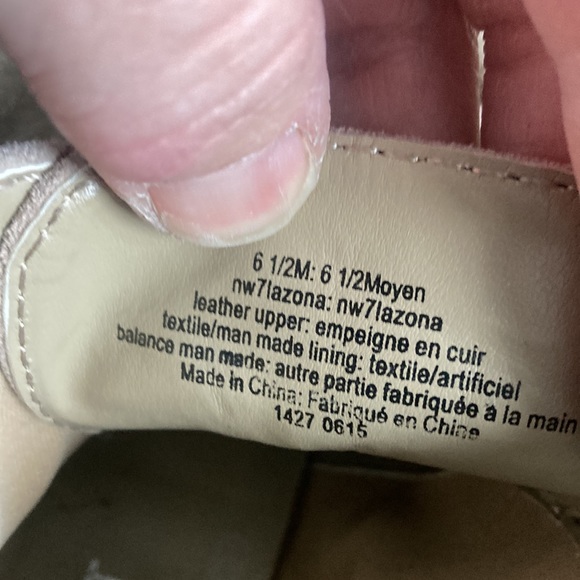 6 1/2M: 6 1/2Moyen
nw7lazona: nw7lazona
leather upper: empeigne en cuir
textile/man made lining: textile/artificiel
balance man made: autre partie fabriquée à la main
Made in China: Fabriqué en Chine
1427 0615